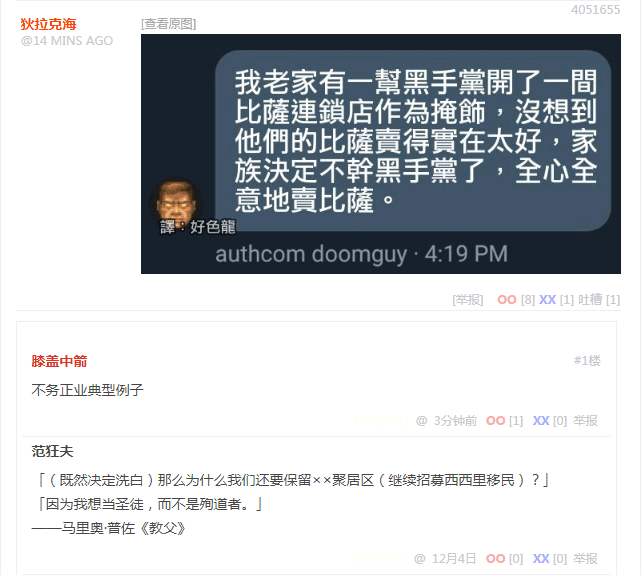 4051655
狄拉克海
@14 MINS AGO
[查看原图]
我老家有一幫黑手黨開了一間
比薩連鎖店作為掩飾，沒想到
他們的比薩賣得實在太好，家
族決定不幹黑手黨了，全心全
意地賣比薩。
譯：好色龍
authcom doomguy · 4:19 PM
[举报] OO [8] XX [1] 吐槽 [1]
膝盖中箭 #1楼
不务正业典型例子
@ 3分钟前 OO [1] XX [0] 举报
范狂夫
「（既然决定洗白）那么为什么我们还要保留××聚居区（继续招募西西里移民）？」
「因为我想当圣徒，而不是殉道者。」
——马里奥·普佐《教父》
@ 12月4日 OO [0] XX [0] 举报